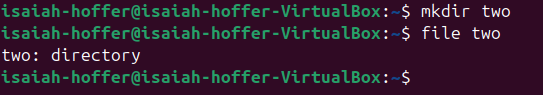 isaiah-hoffer@isaiah-hoffer-VirtualBox:~$ mkdir two
isaiah-hoffer@isaiah-hoffer-VirtualBox:~$ file two
two: directory
isaiah-hoffer@isaiah-hoffer-VirtualBox:~$